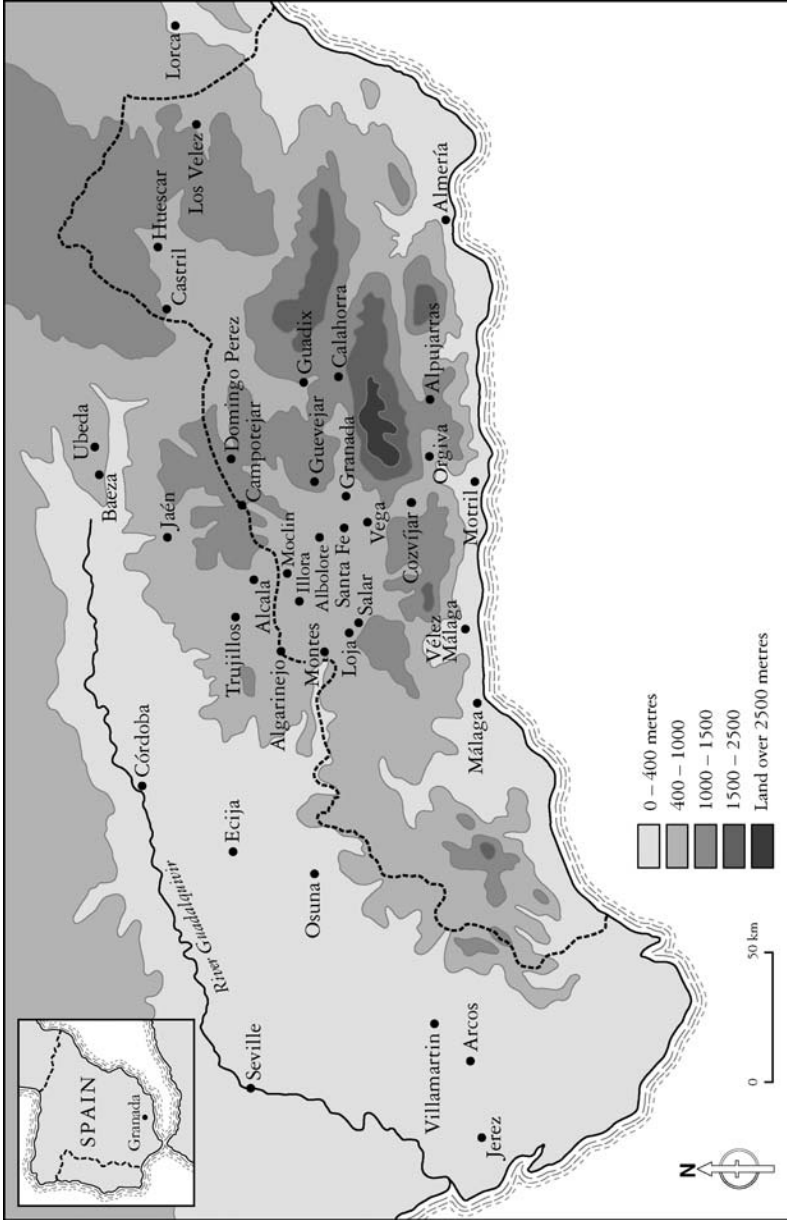 SPAIN
Granada
Lorca
Huescar
Los Velez
Castril
Ubeda
Baeza
Jaén
Domingo Perez
Campotejar
Guadix
Calahorra
Guevejar
Granada
Almería
Alpujarras
Orgiva
Motril
Cozvíjar
Vega
Santa Fe
Albolote
Moclin
Illora
Alcala
Trujillos
Algarinejo
Montes
Loja
Salar
Vélez
Málaga
Málaga
Córdoba
River Guadalquivir
Ecija
Osuna
Seville
Villamartin
Arcos
Jerez
N
0
50 km
0 – 400 metres
400 – 1000
1000 – 1500
1500 – 2500
Land over 2500 metres